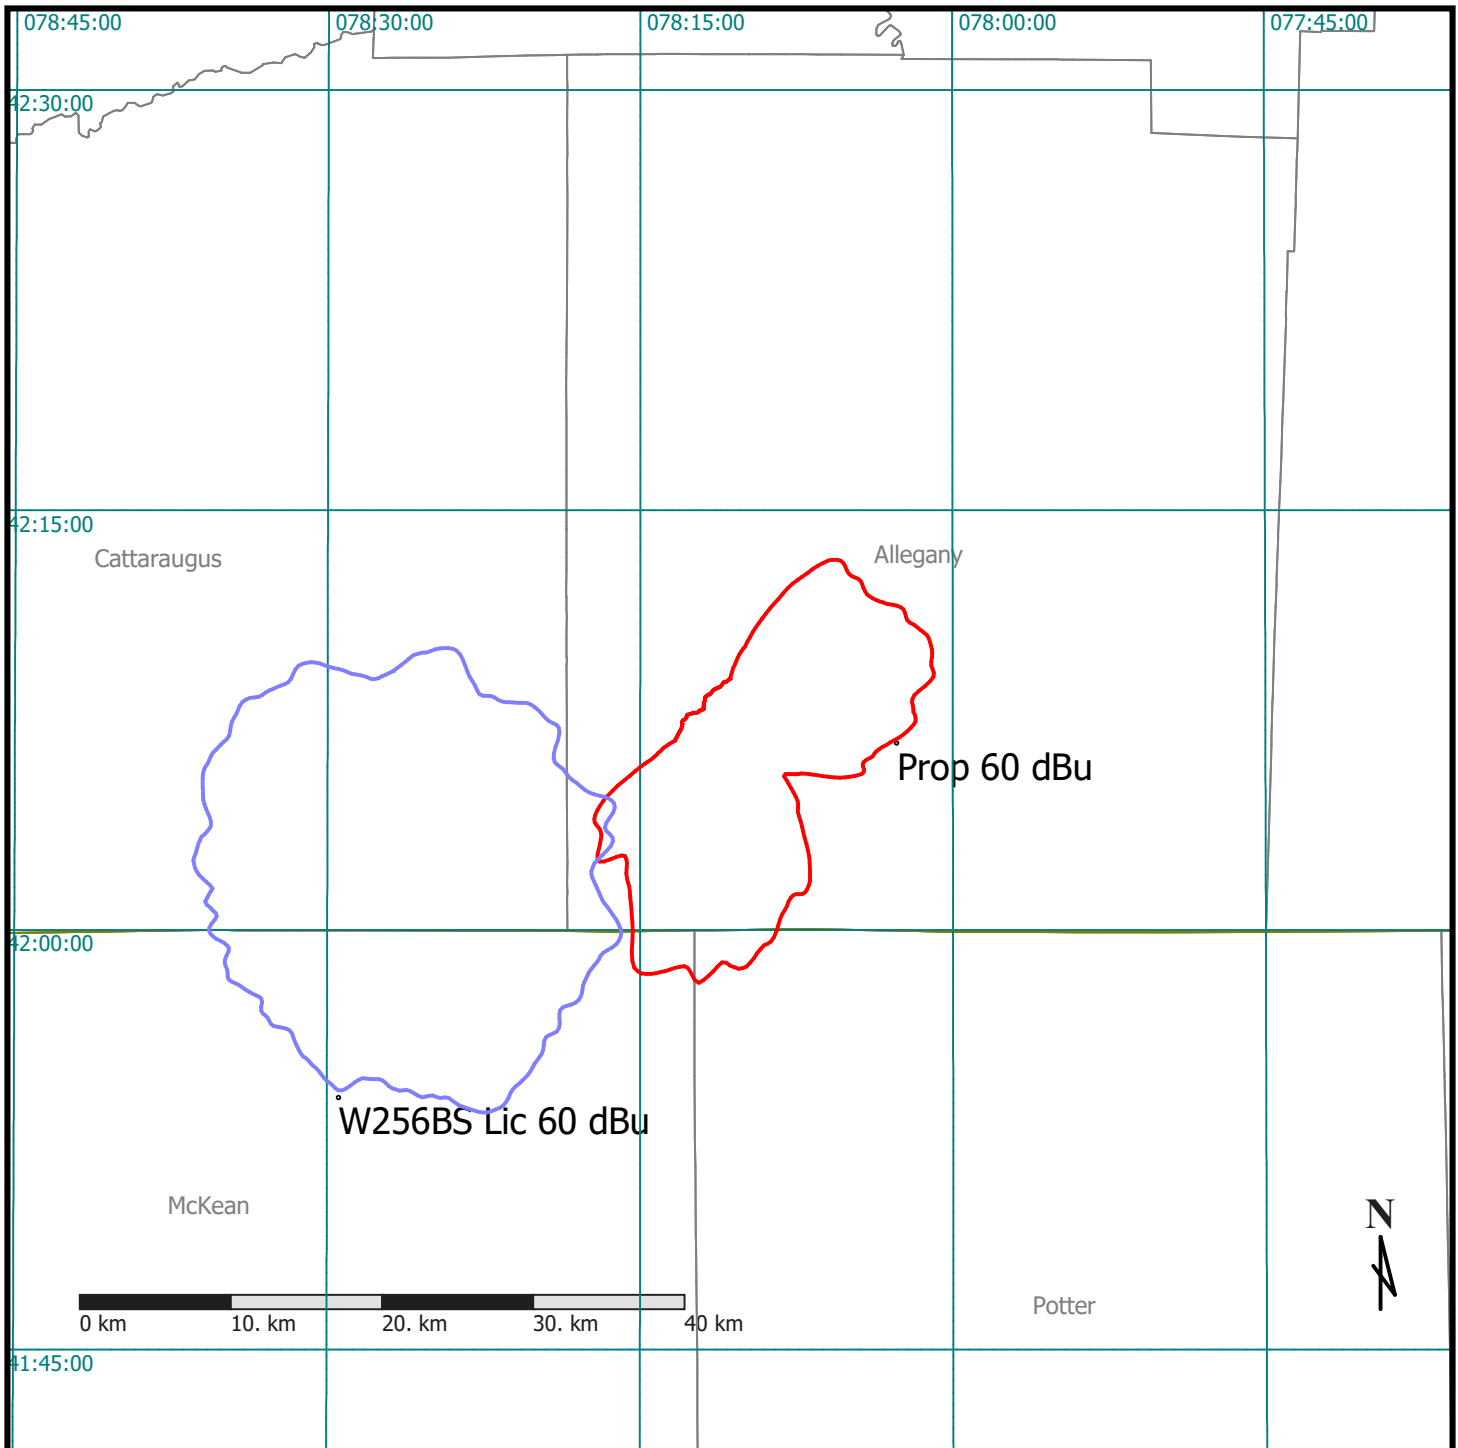 078:45:00 078:30:00 078:15:00 078:00:00 077:45:00
42:30:00
42:15:00
Cattaraugus
Allegany
Prop 60 dBu
42:00:00
W256BS Lic 60 dBu
McKean
N
Potter
0 km 10. km 20. km 30. km 40 km
41:45:00